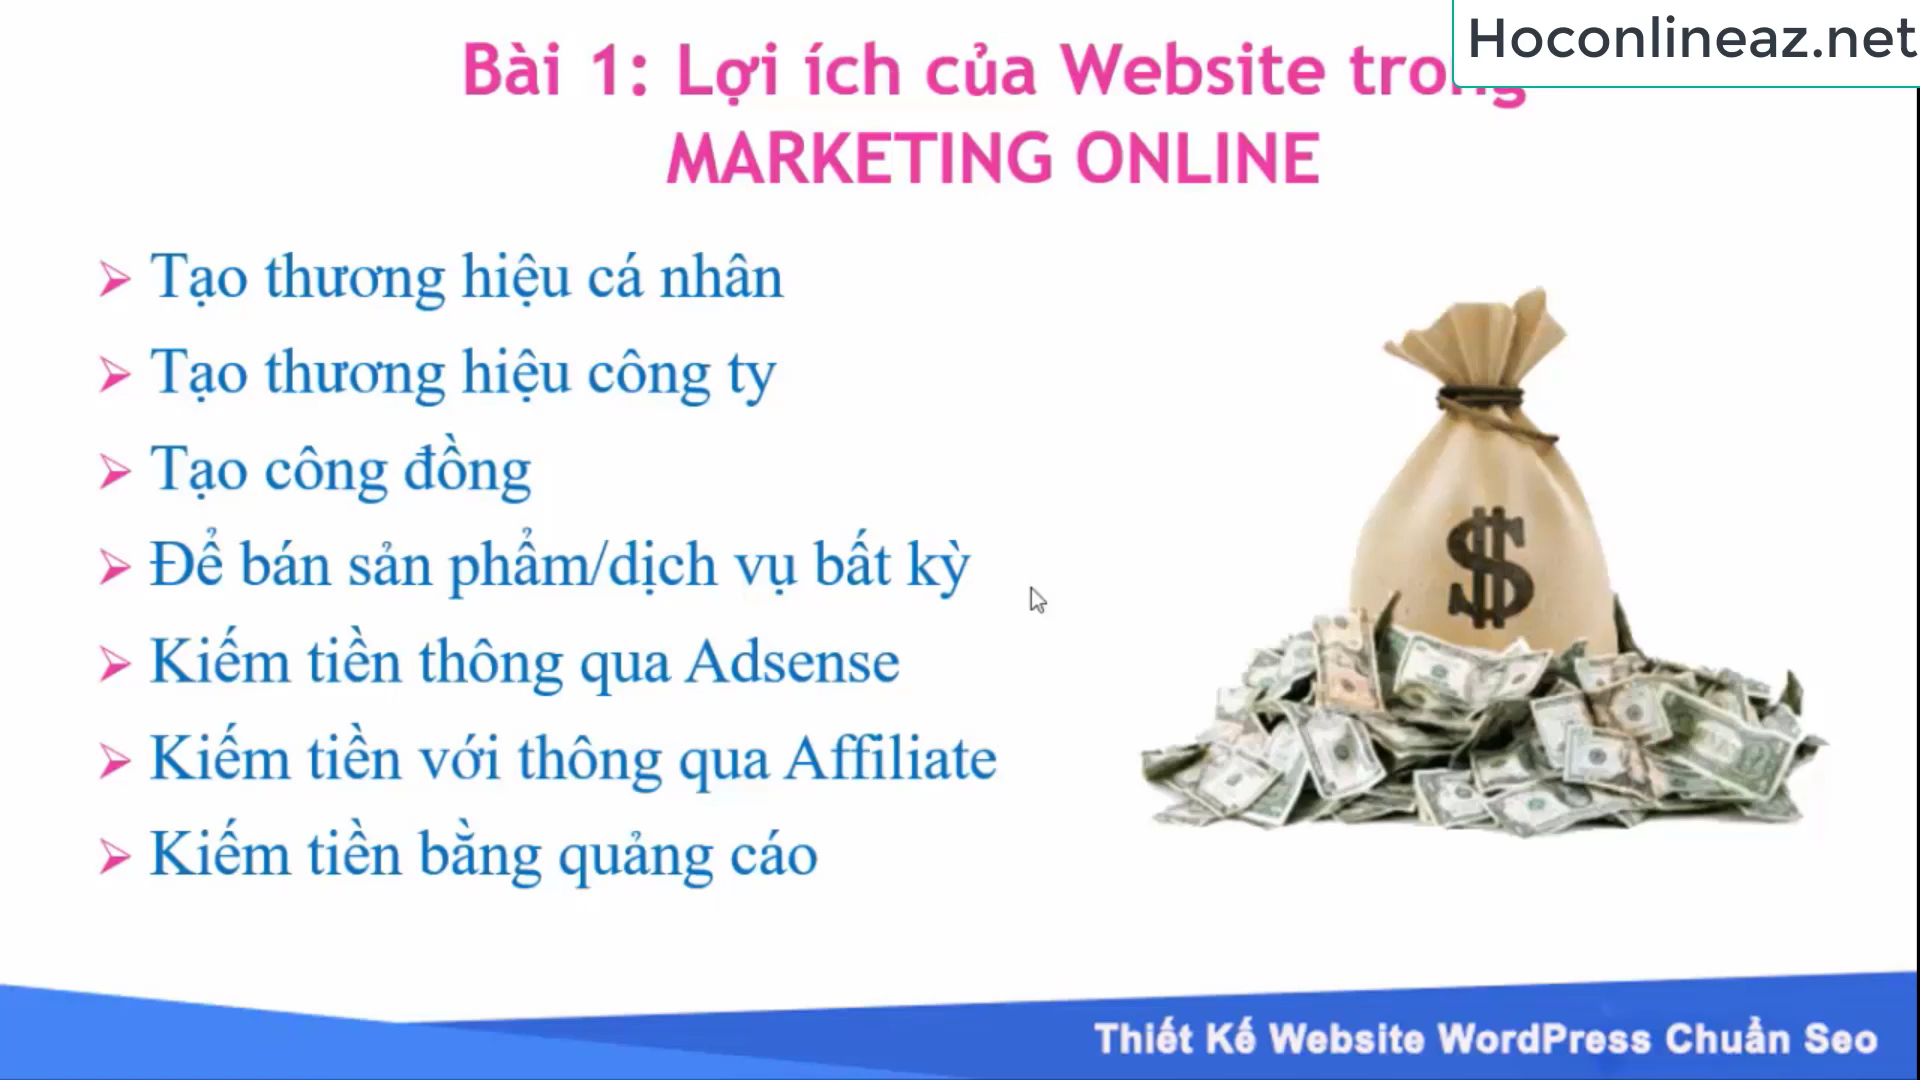 Hoconlineaz.net
Bài 1: Lợi ích của Website trong
MARKETING ONLINE
Tạo thương hiệu cá nhân
Tạo thương hiệu công ty
Tạo công đồng
Để bán sản phẩm/dịch vụ bất kỳ
Kiếm tiền thông qua Adsense
Kiếm tiền với thông qua Affiliate
Kiếm tiền bằng quảng cáo
$
Thiết Kế Website WordPress Chuẩn Seo